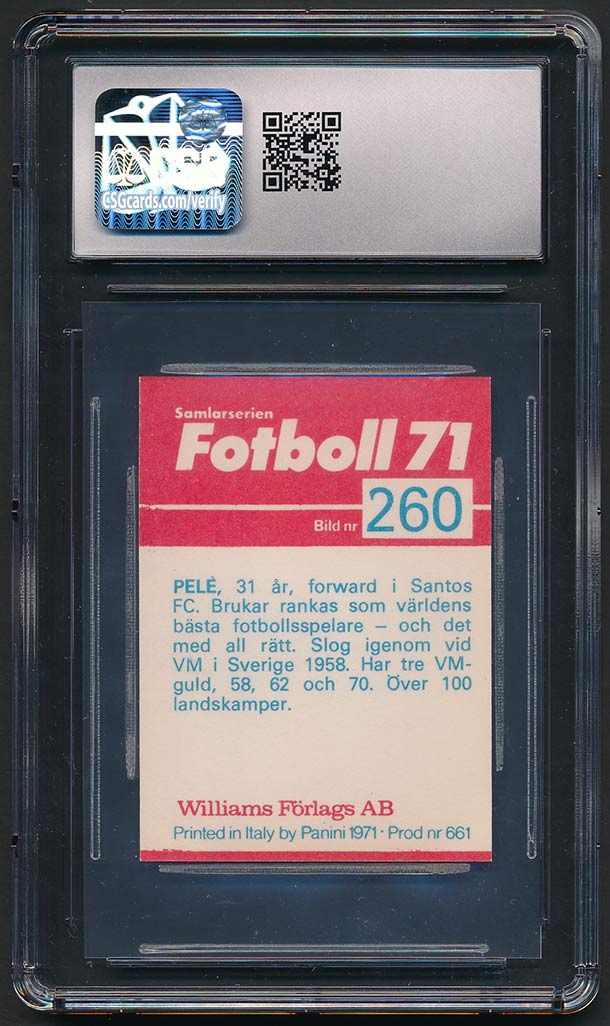 CSGcards.com/verify
Samlarserien
Fotboll 71
Bild nr 260
PELÈ, 31 år, forward i Santos
FC. Brukar rankas som världens
bästa fotbollsspelare – och det
med all rätt. Slog igenom vid
VM i Sverige 1958. Har tre VM-
guld, 58, 62 och 70. Över 100
landskamper.
Williams Förlags AB
Printed in Italy by Panini 1971 · Prod nr 661